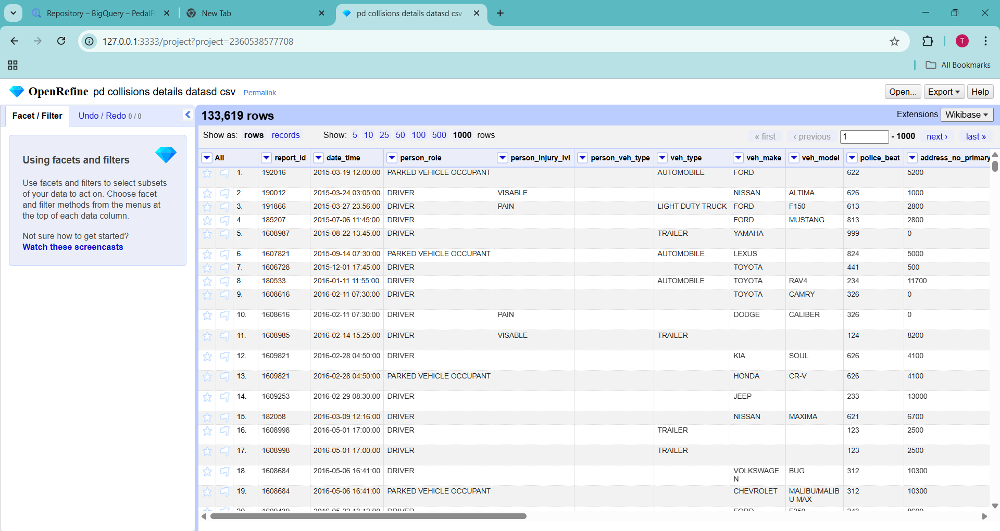 Repository – BigQuery – PedalP
New Tab
pd collisions details datasd csv
127.0.0.1:3333/project?project=2360538577708
T
All Bookmarks
OpenRefine pd collisions details datasd csv Permalink
Open... Export Help
Facet / Filter Undo / Redo 0 / 0
Using facets and filters
Use facets and filters to select subsets
of your data to act on. Choose facet
and filter methods from the menus at
the top of each data column.
Not sure how to get started?
Watch these screencasts
133,619 rows
Extensions Wikibase
Show as: rows records Show: 5 10 25 50 100 500 1000 rows
« first ‹ previous 1 - 1000 next › last »
All report_id date_time person_role person_injury_lvl person_veh_type veh_type veh_make veh_model police_beat address_no_primary
1. 192016 2015-03-19 12:00:00 PARKED VEHICLE OCCUPANT AUTOMOBILE FORD 622 5200
2. 190012 2015-03-24 03:05:00 DRIVER VISABLE NISSAN ALTIMA 626 1000
3. 191866 2015-03-27 23:56:00 DRIVER PAIN LIGHT DUTY TRUCK FORD F150 613 2800
4. 185207 2015-07-06 11:45:00 DRIVER FORD MUSTANG 813 2800
5. 1608987 2015-08-22 13:45:00 DRIVER TRAILER YAMAHA 999 0
6. 1607821 2015-09-14 07:30:00 PARKED VEHICLE OCCUPANT AUTOMOBILE LEXUS 824 5000
7. 1606728 2015-12-01 17:45:00 DRIVER TOYOTA 441 500
8. 180533 2016-01-11 11:55:00 DRIVER AUTOMOBILE TOYOTA RAV4 234 11700
9. 1608616 2016-02-11 07:30:00 DRIVER TOYOTA CAMRY 326 0
10. 1608616 2016-02-11 07:30:00 DRIVER PAIN DODGE CALIBER 326 0
11. 1608985 2016-02-14 15:25:00 DRIVER VISABLE TRAILER 124 8200
12. 1609821 2016-02-28 04:50:00 DRIVER KIA SOUL 626 4100
13. 1609821 2016-02-28 04:50:00 PARKED VEHICLE OCCUPANT HONDA CR-V 626 4100
14. 1609253 2016-02-29 08:30:00 DRIVER JEEP 233 13000
15. 182058 2016-03-09 12:16:00 DRIVER NISSAN MAXIMA 621 6700
16. 1608998 2016-05-01 17:00:00 DRIVER TRAILER 123 2500
17. 1608998 2016-05-01 17:00:00 DRIVER TRAILER 123 2500
18. 1608684 2016-05-06 16:41:00 DRIVER VOLKSWAGE BUG 312 10300
N
19. 1608684 2016-05-06 16:41:00 PARKED VEHICLE OCCUPANT CHEVROLET MALIBU/MALIB 312 10300
U MAX
20. 1609439 2016-05-22 13:12:00 DRIVER FORD F250 243 8600